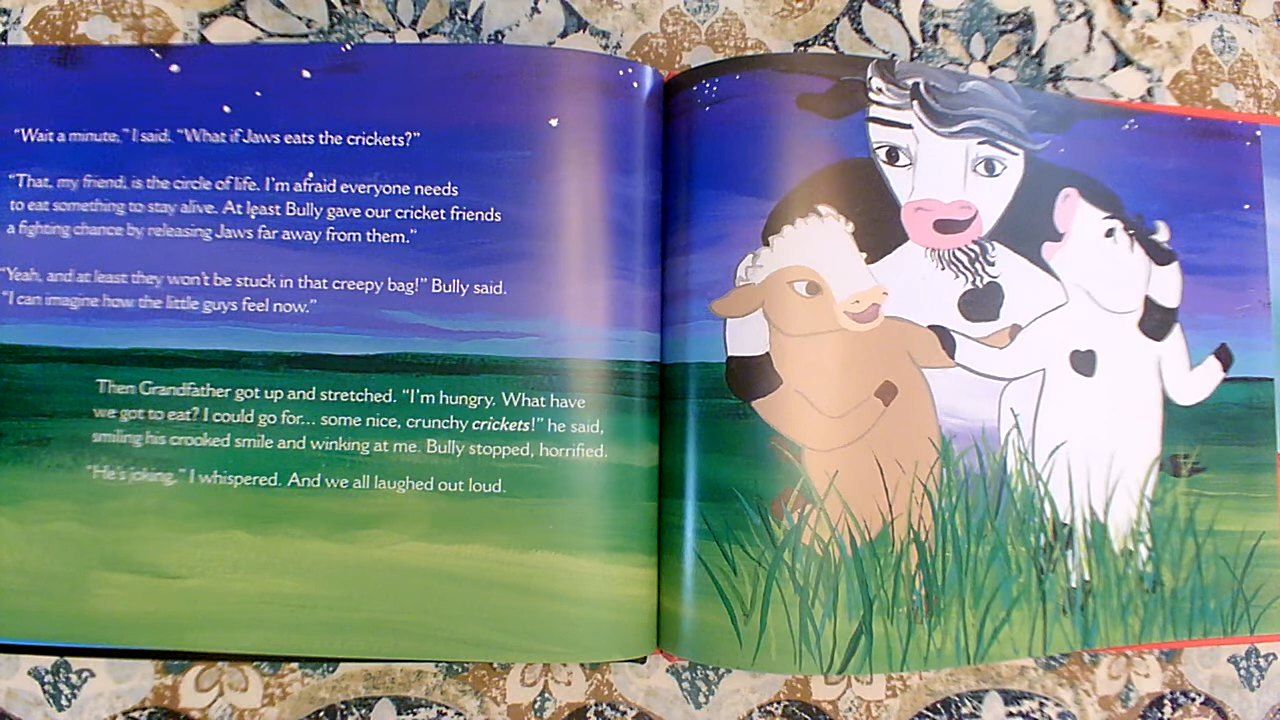 "Wait a minute," I said. "What if Jaws eats the crickets?"
"That, my friend, is the circle of life. I'm afraid everyone needs
to eat something to stay alive. At least Bully gave our cricket friends
a fighting chance by releasing Jaws far away from them."
"Yeah, and at least they won't be stuck in that creepy bag!" Bully said.
"I can imagine how the little guys feel now."
Then Grandfather got up and stretched. "I'm hungry. What have
we got to eat? I could go for... some nice, crunchy crickets!" he said,
smiling his crooked smile and winking at me. Bully stopped, horrified.
"He's joking," I whispered. And we all laughed out loud.